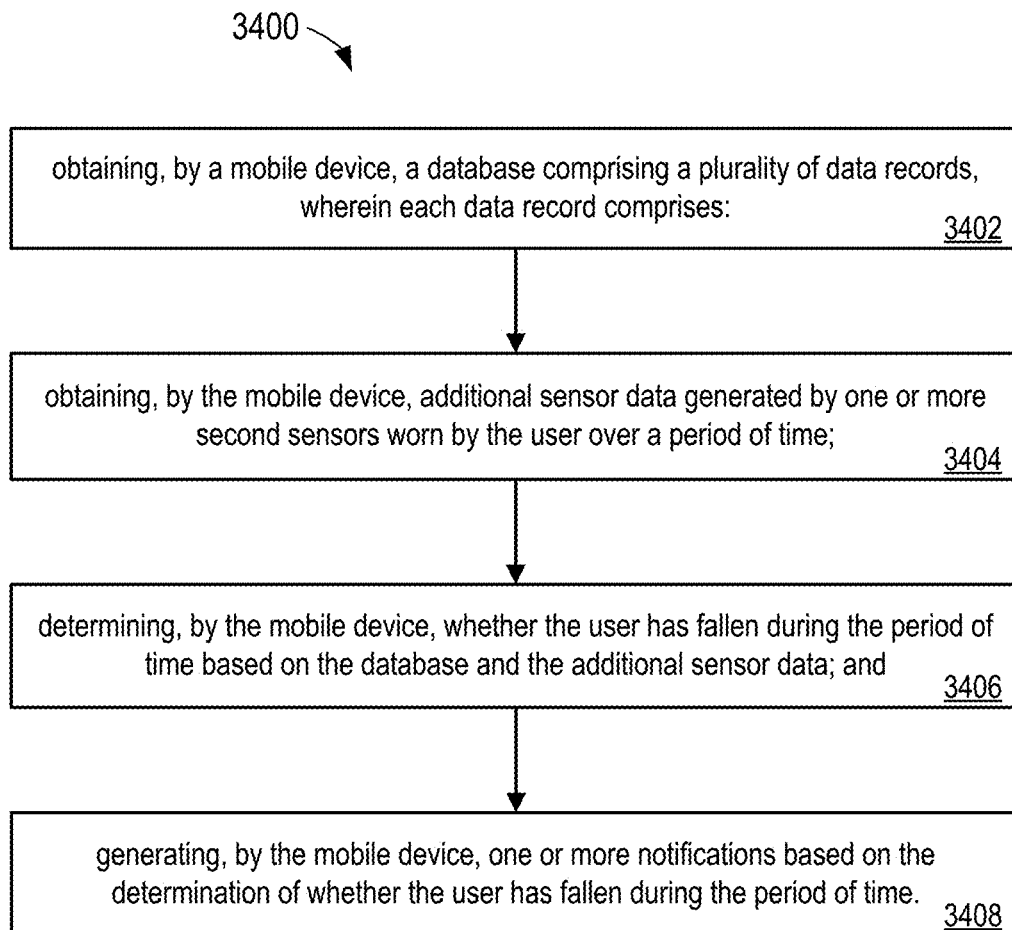 3400
obtaining, by a mobile device, a database comprising a plurality of data records,
wherein each data record comprises:
3402
obtaining, by the mobile device, additional sensor data generated by one or more
second sensors worn by the user over a period of time;
3404
determining, by the mobile device, whether the user has fallen during the period of
time based on the database and the additional sensor data; and
3406
generating, by the mobile device, one or more notifications based on the
determination of whether the user has fallen during the period of time.
3408